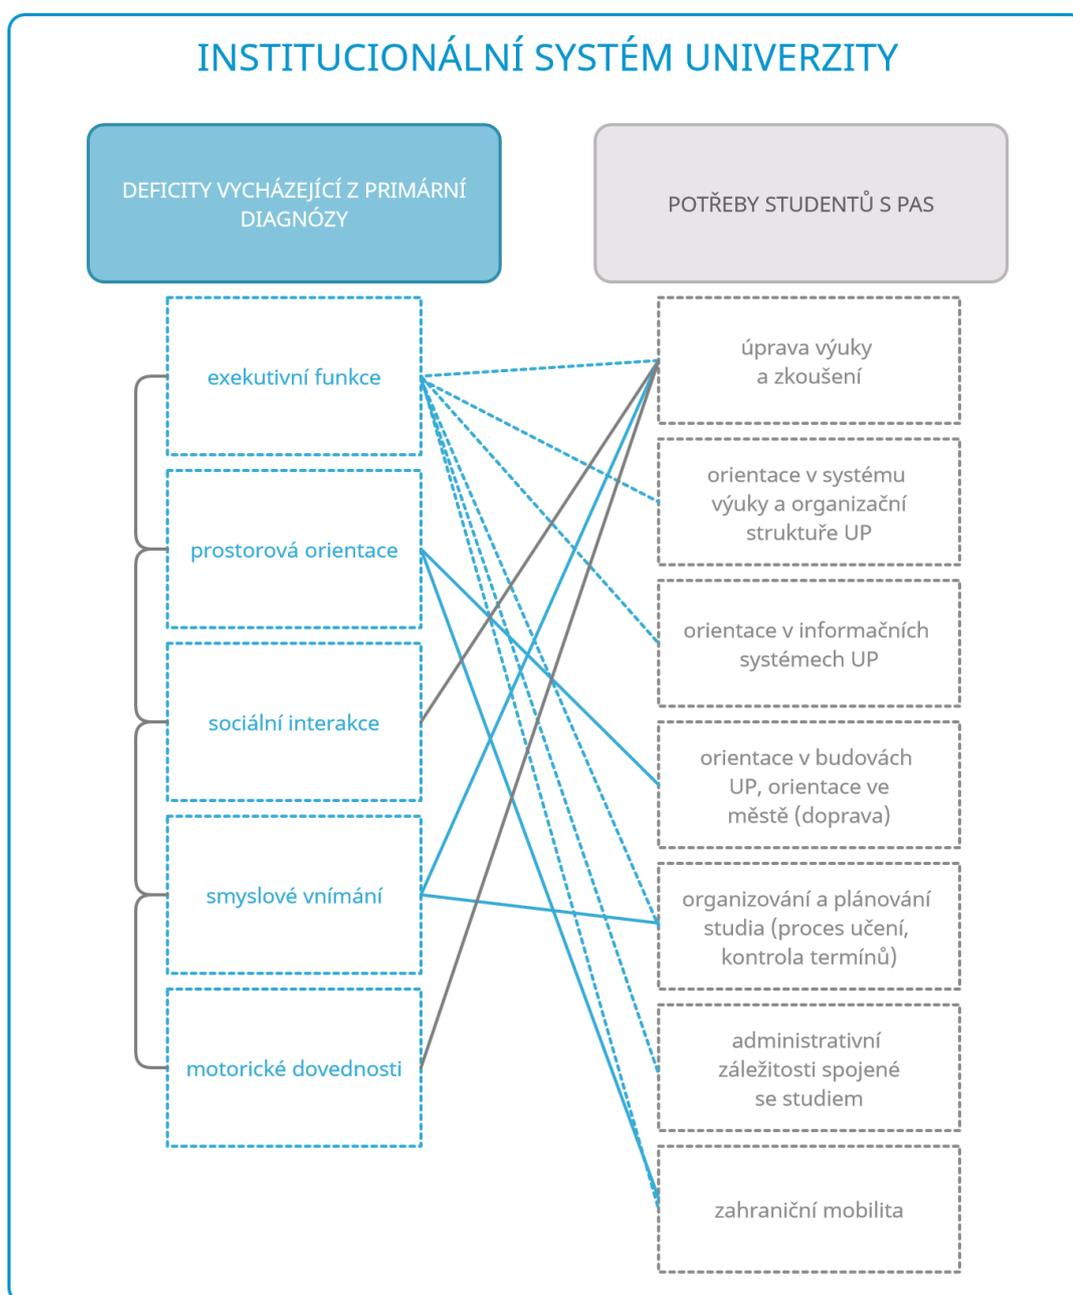 INSTITUCIONÁLNÍ SYSTÉM UNIVERZITY
DEFICITY VYCHÁZEJÍCÍ Z PRIMÁRNÍ
DIAGNÓZY
POTŘEBY STUDENTŮ S PAS
exekutivní funkce
prostorová orientace
sociální interakce
smyslové vnímání
motorické dovednosti
úprava výuky
a zkoušení
orientace v systému
výuky a organizační
struktuře UP
orientace v informačních
systémech UP
orientace v budovách
UP, orientace ve
městě (doprava)
organizování a plánování
studia (proces učení,
kontrola termínů)
administrativní
záležitosti spojené
se studiem
zahraniční mobilita